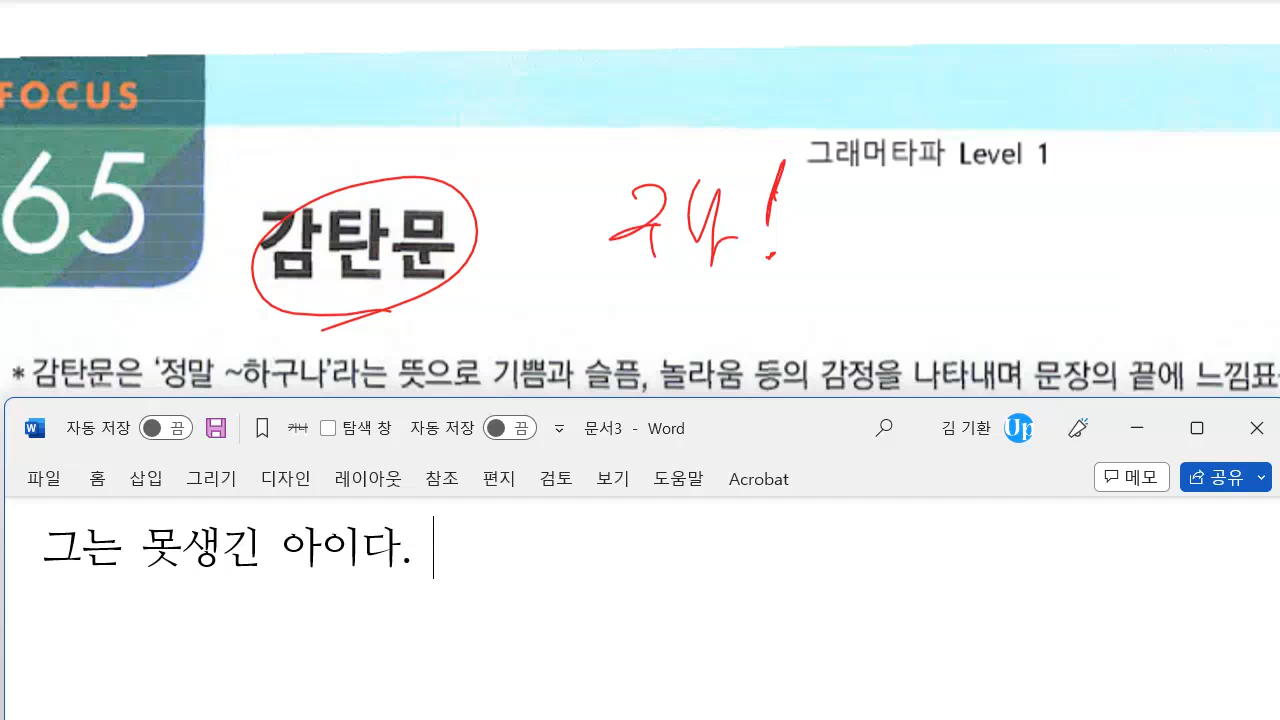 FOCUS
65
그래머타파 Level 1
감탄문
구나!
* 감탄문은 '정말 ~하구나'라는 뜻으로 기쁨과 슬픔, 놀라움 등의 감정을 나타내며 문장의 끝에 느낌표
자동 저장 끔 가나 탐색 창 자동 저장 끔 문서3 - Word 김 기환 Up
파일 홈 삽입 그리기 디자인 레이아웃 참조 편지 검토 보기 도움말 Acrobat 메모 공유
그는 못생긴 아이다.